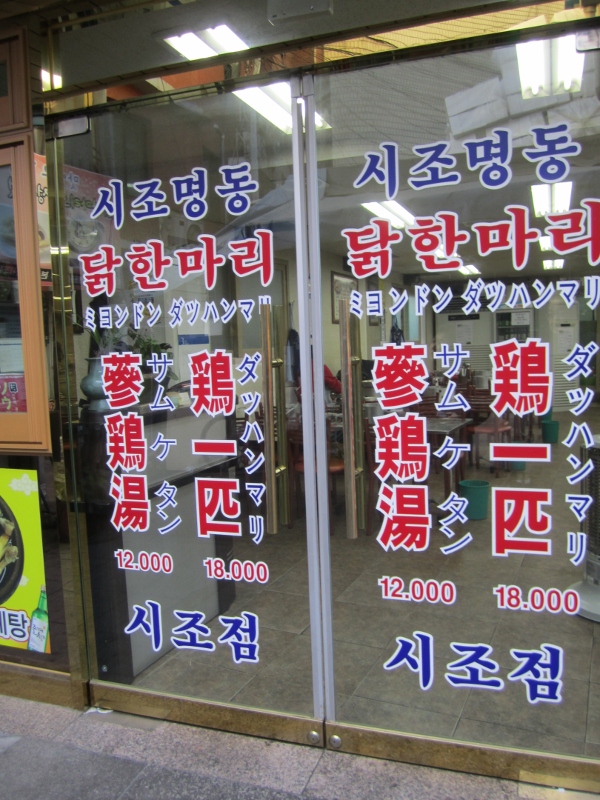 시조명동
닭한마리
ミヨンドン ダツハンマリ
蔘鶏湯
サムケタン
鶏一匹
ダツハンマリ
12.000
18.000
시조점
시조명동
닭한마리
ミヨンドン ダツハンマリ
蔘鶏湯
サムケタン
鶏一匹
ダツハンマリ
12.000
18.000
시조점